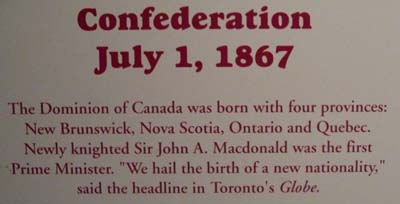 Confederation
July 1, 1867
The Dominion of Canada was born with four provinces:
New Brunswick, Nova Scotia, Ontario and Quebec.
Newly knighted Sir John A. Macdonald was the first
Prime Minister. "We hail the birth of a new nationality,"
said the headline in Toronto's Globe.